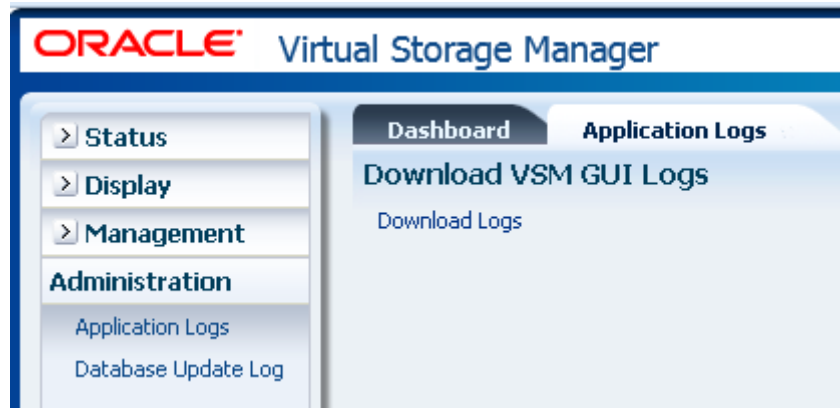 ORACLE Virtual Storage Manager
Status
Display
Management
Administration
Application Logs
Database Update Log
Dashboard
Application Logs
Download VSM GUI Logs
Download Logs